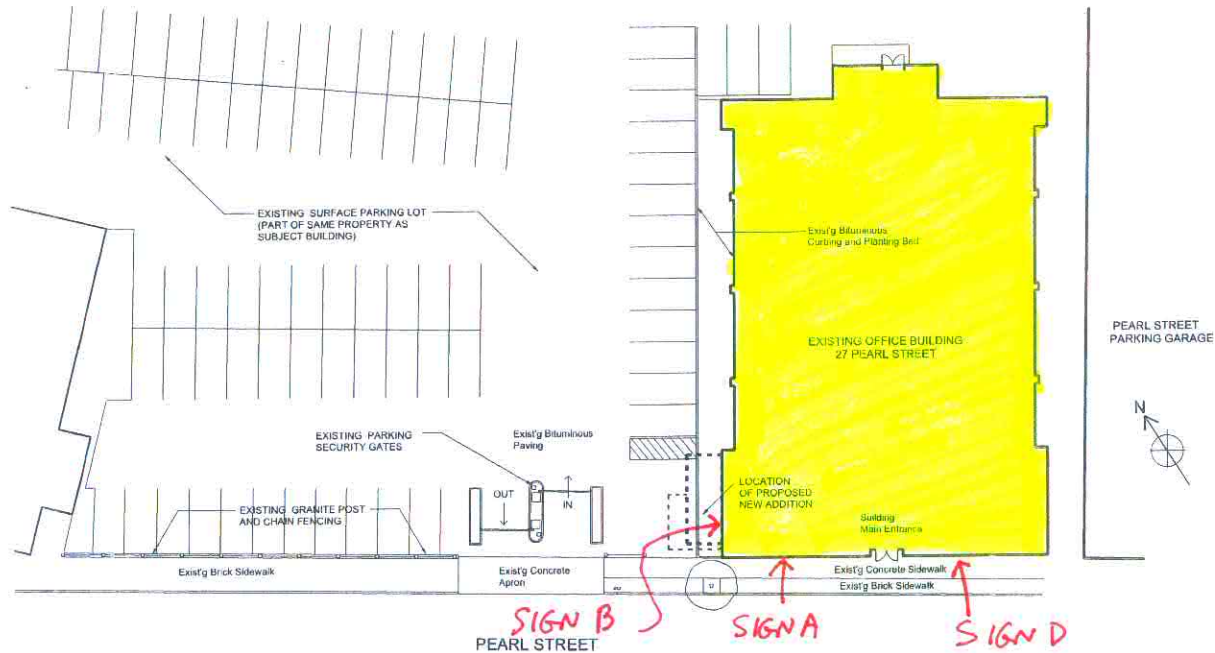 EXISTING SURFACE PARKING LOT
(PART OF SAME PROPERTY AS
SUBJECT BUILDING)
Exist'g Bituminous
Curbing and Planting Bed
EXISTING OFFICE BUILDING
27 PEARL STREET
PEARL STREET
PARKING GARAGE
N
EXISTING PARKING
SECURITY GATES
Exist'g Bituminous
Paving
OUT
IN
LOCATION
OF PROPOSED
NEW ADDITION
EXISTING GRANITE POST
AND CHAIN FENCING
Building
Main Entrance
Exist'g Brick Sidewalk
Exist'g Concrete
Apron
Exist'g Concrete Sidewalk
Exist'g Brick Sidewalk
SIGN B
SIGN A
SIGN D
PEARL STREET